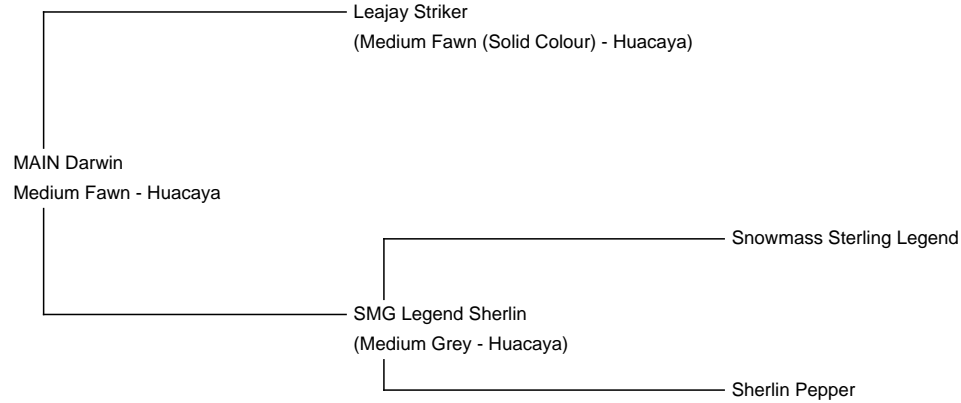 Leajay Striker
(Medium Fawn (Solid Colour) - Huacaya)
MAIN Darwin
Medium Fawn - Huacaya
Snowmass Sterling Legend
SMG Legend Sherlin
(Medium Grey - Huacaya)
Sherlin Pepper